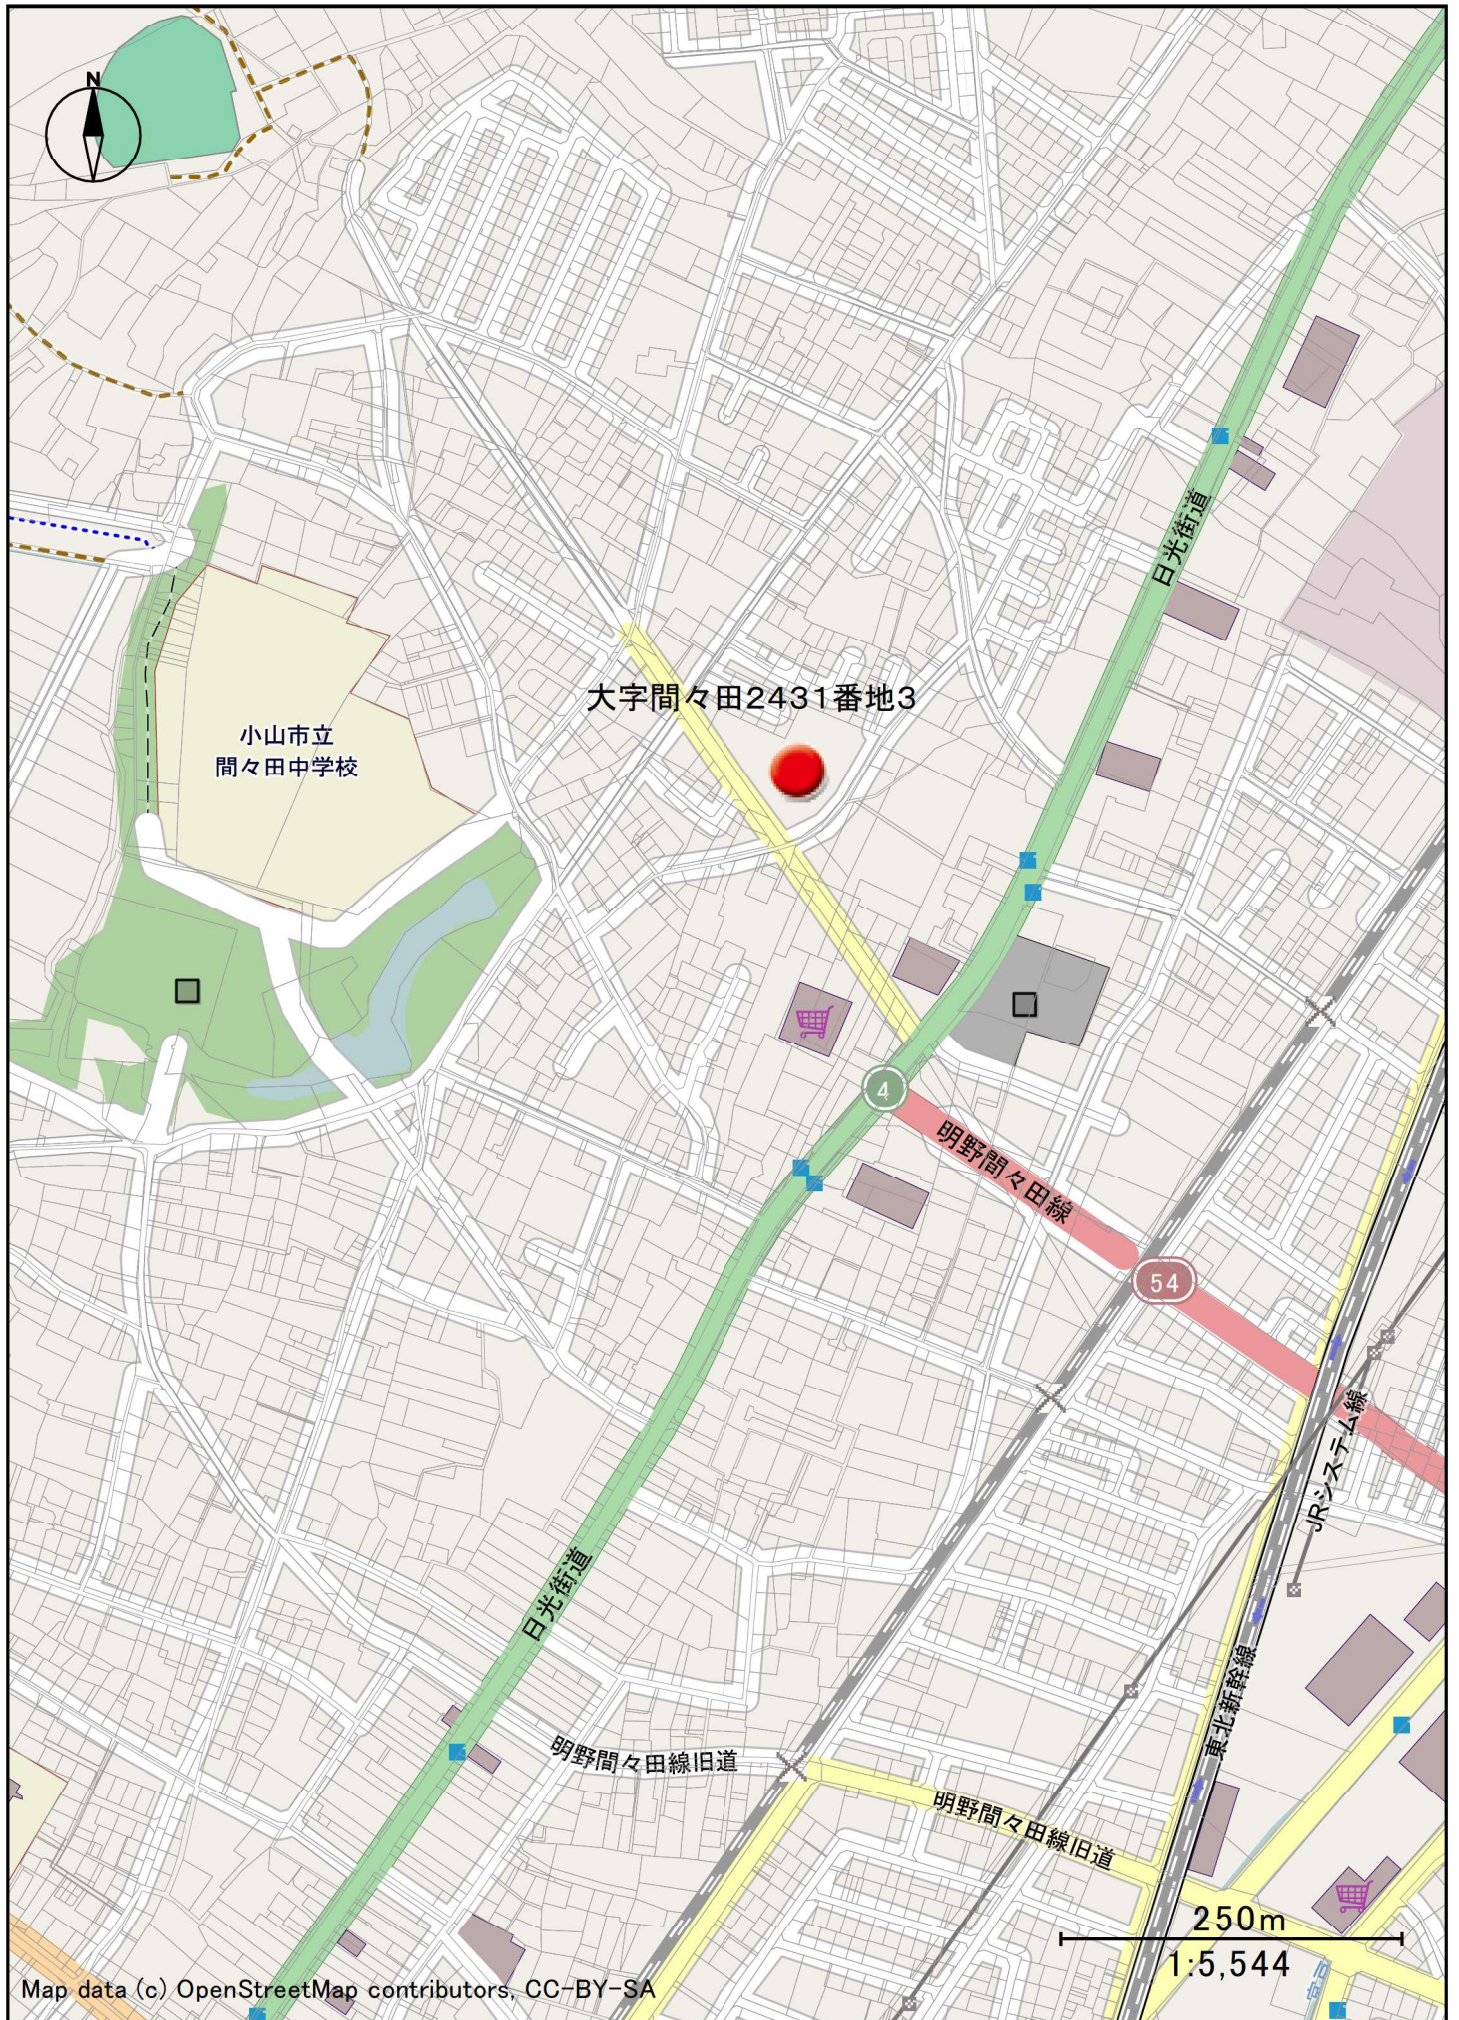 N
日光街道
大字間々田2431番地3
小山市立
間々田中学校
4
明野間々田線
54
JRシステム線
日光街道
東北新幹線
明野間々田線旧道
明野間々田線旧道
250m
1:5,544
Map data (c) OpenStreetMap contributors, CC-BY-SA